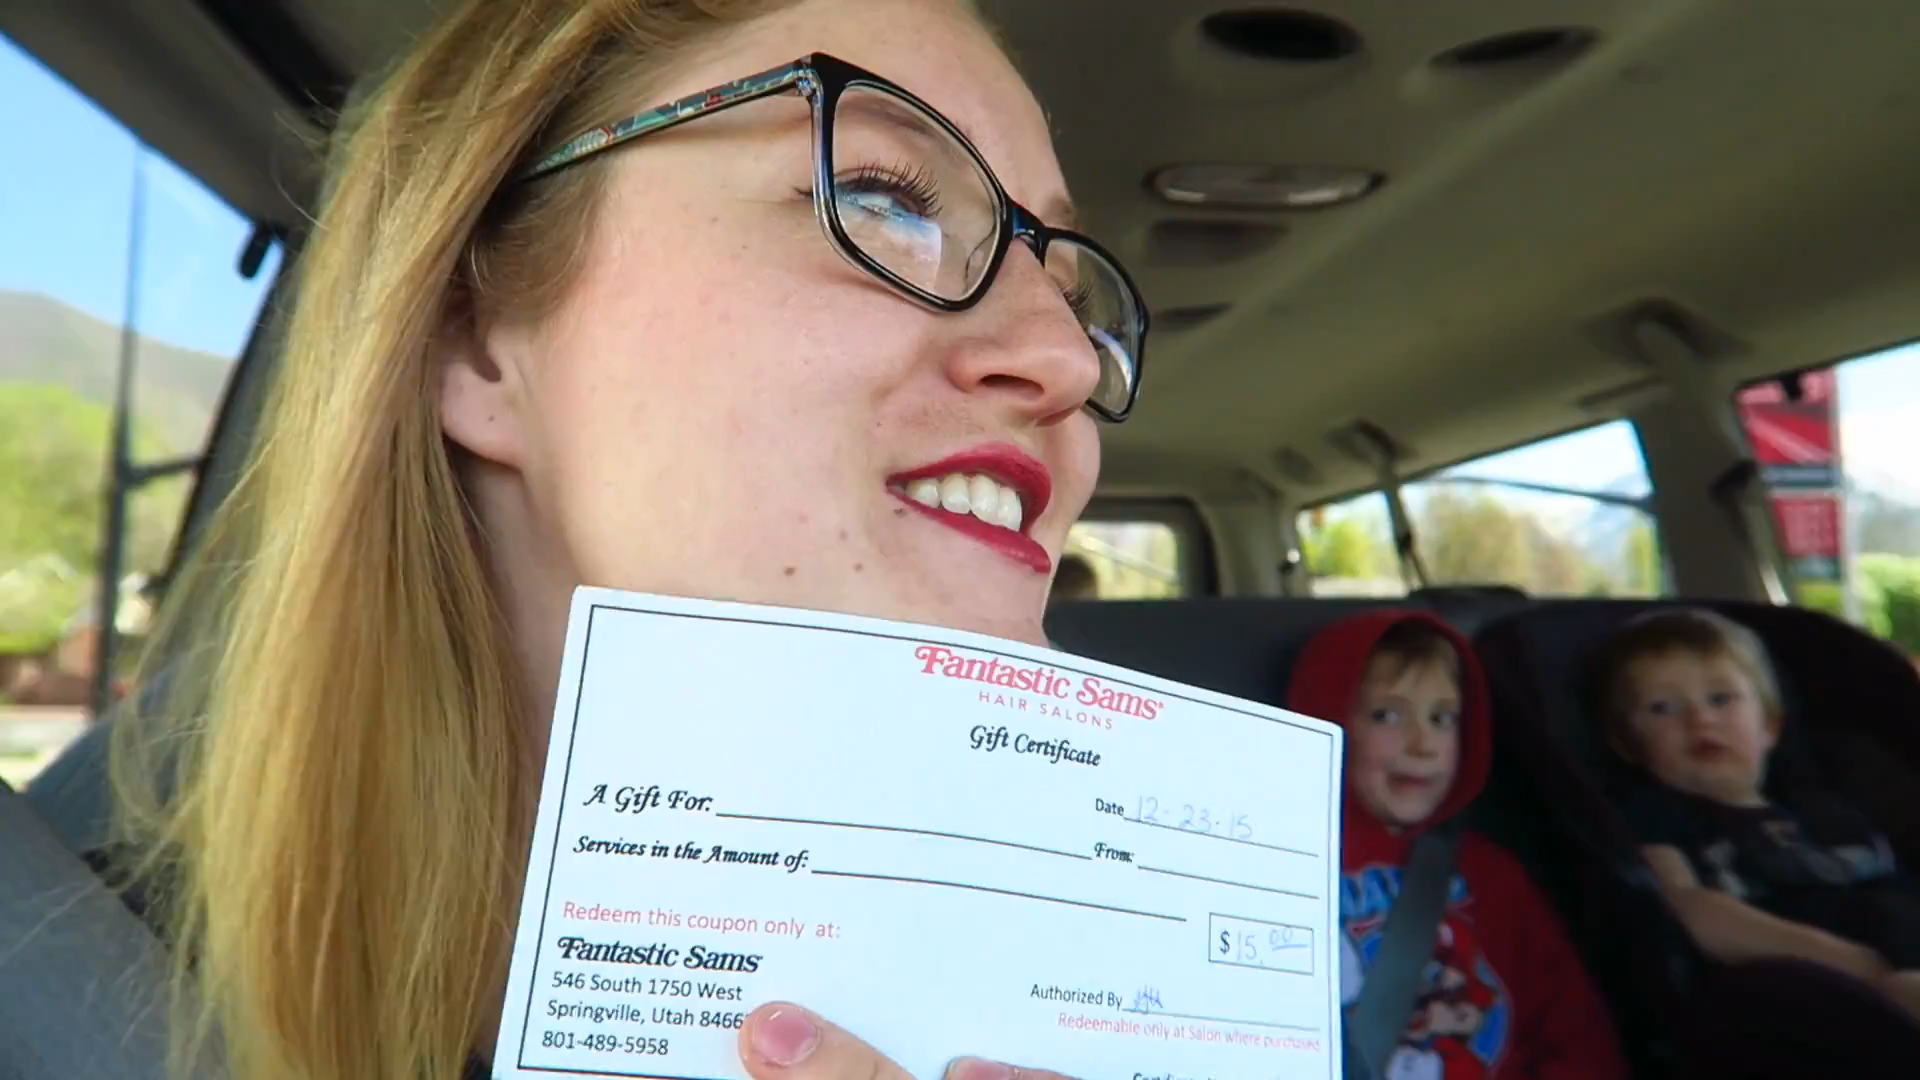 Fantastic Sams®
HAIR SALONS
Gift Certificate
Date 12-23-15
A Gift For:
From:
Services in the Amount of:
$15.00
Redeem this coupon only at:
Fantastic Sams
546 South 1750 West
Springville, Utah 8466
801-489-5958
Authorized By
Redeemable only at Salon where purchased